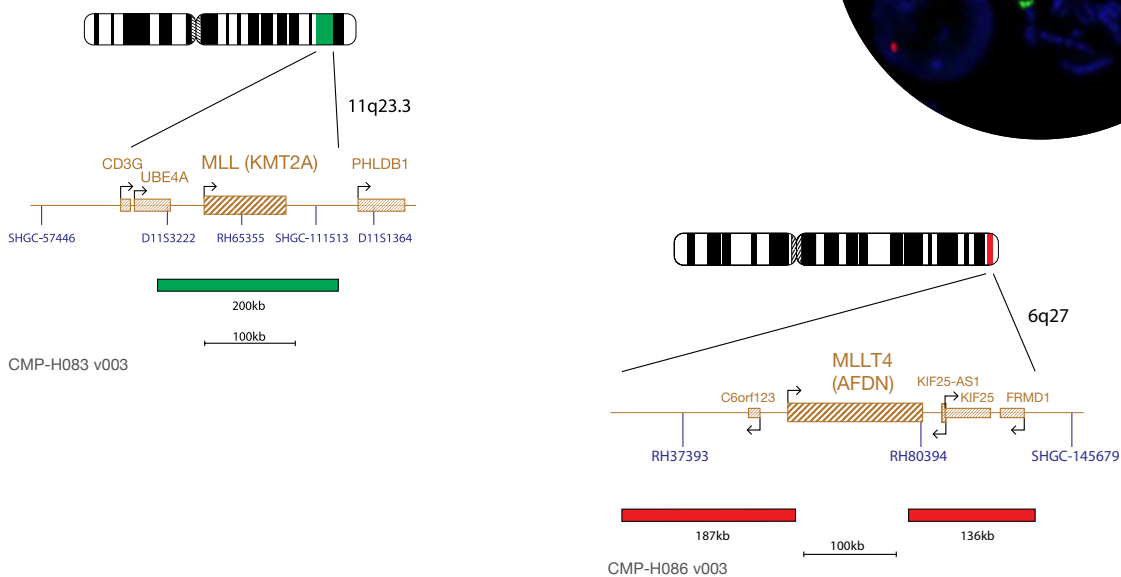 11q23.3
CD3G
UBE4A
MLL (KMT2A)
PHLDB1
SHGC-57446
D11S3222
RH65355
SHGC-111513
D11S1364
200kb
100kb
CMP-H083 v003
6q27
MLLT4
(AFDN)
C6orf123
KIF25-AS1
KIF25
FRMD1
RH37393
RH80394
SHGC-145679
187kb
136kb
100kb
CMP-H086 v003